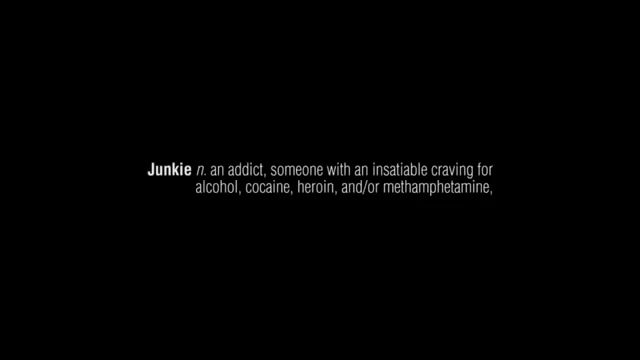 Junkie n. an addict, someone with an insatiable craving for
alcohol, cocaine, heroin, and/or methamphetamine,